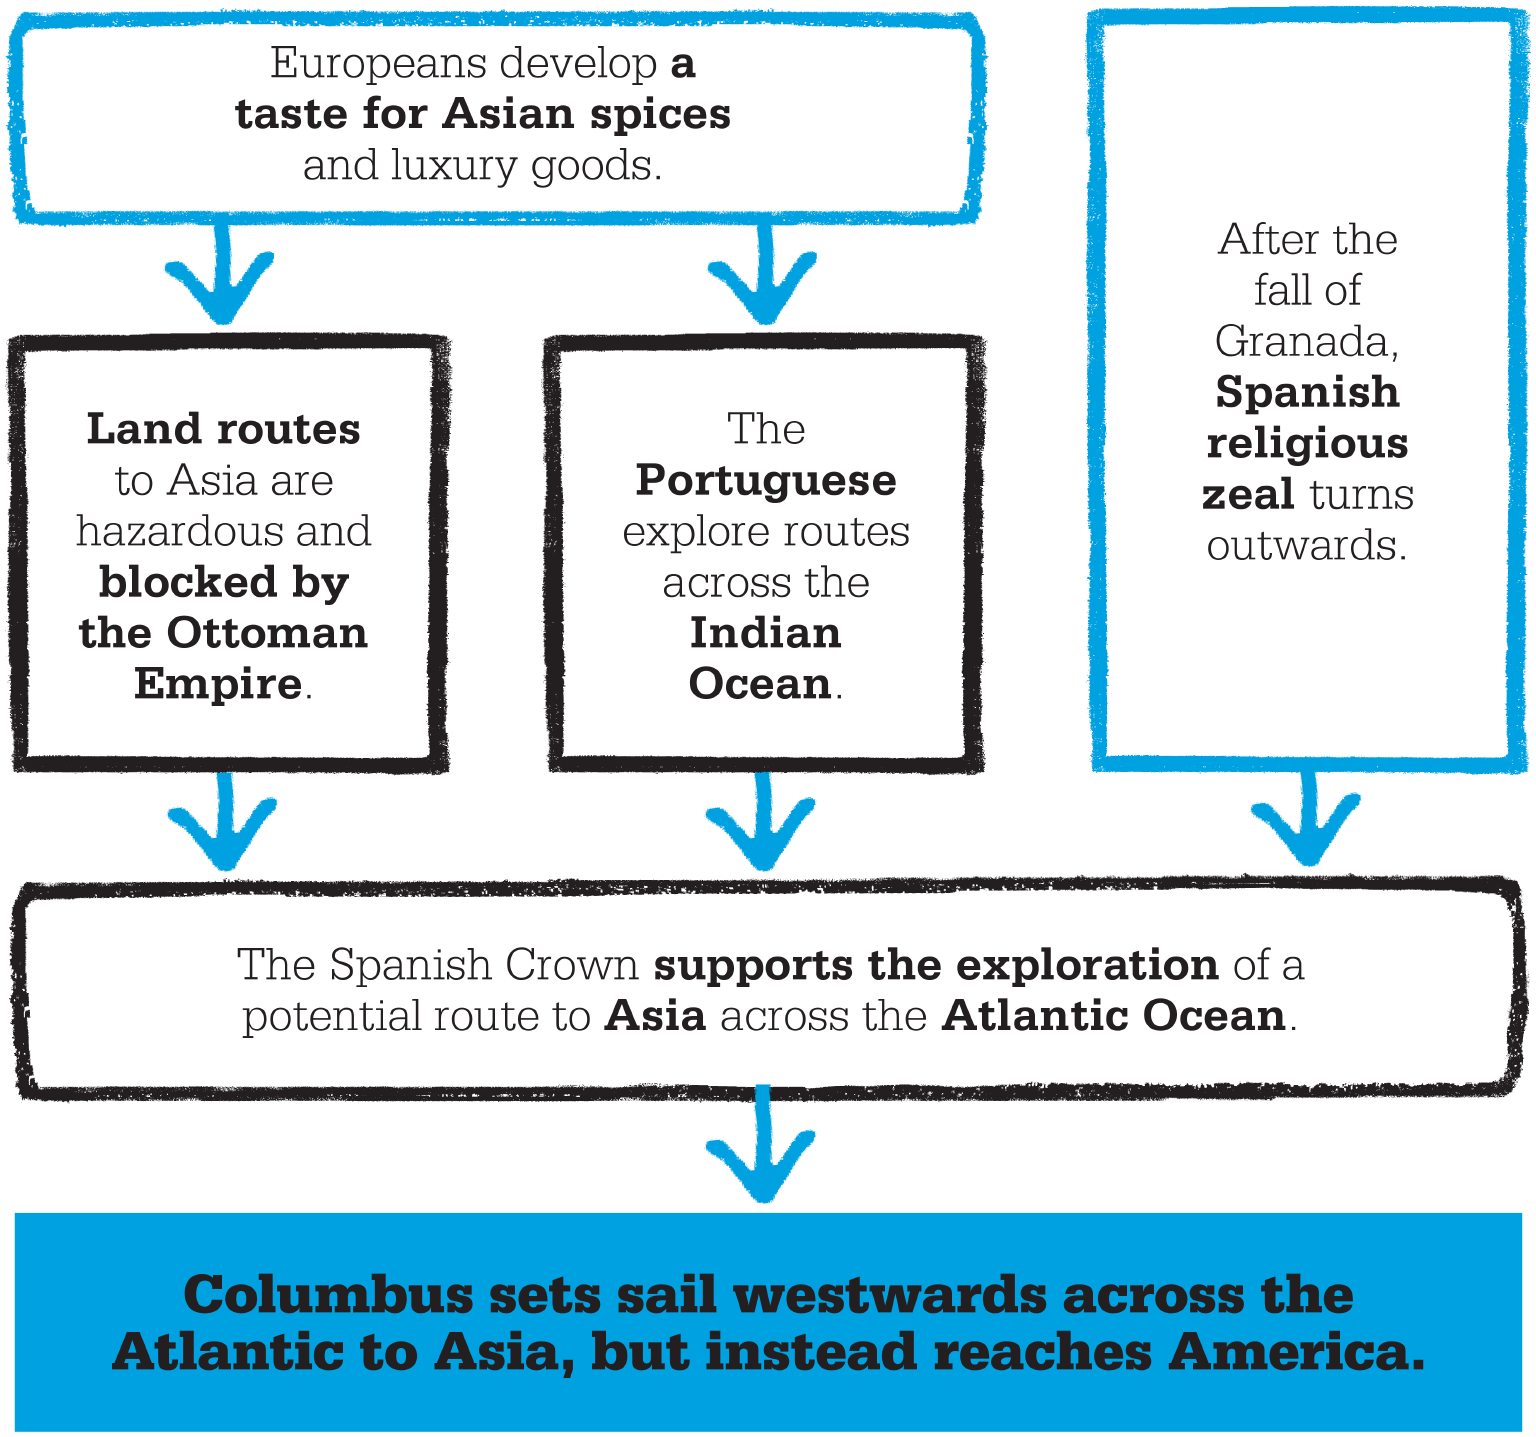 Europeans develop a
taste for Asian spices
and luxury goods.
Land routes
to Asia are
hazardous and
blocked by
the Ottoman
Empire.
The
Portuguese
explore routes
across the
Indian
Ocean.
After the
fall of
Granada,
Spanish
religious
zeal turns
outwards.
The Spanish Crown supports the exploration of a
potential route to Asia across the Atlantic Ocean.
Columbus sets sail westwards across the
Atlantic to Asia, but instead reaches America.